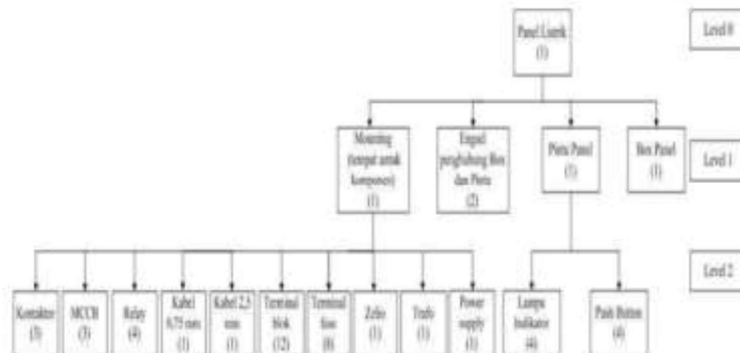 Panel Listrik
(1)
Level 0
Mounting
(tempat untuk
komponen)
(1)
Engsel
penghubung Box
dan Pintu
(2)
Pintu Panel
(1)
Box Panel
(1)
Level 1
Kontaktor
(3)
MCCB
(3)
Relay
(4)
Kabel
0,75 mm
(1)
Kabel 2,5
mm
(1)
Terminal
blok
(12)
Terminal
fuse
(6)
Zelio
(1)
Trafo
(1)
Power
supply
(1)
Lampu
Indikator
(4)
Push Button
(4)
Level 2